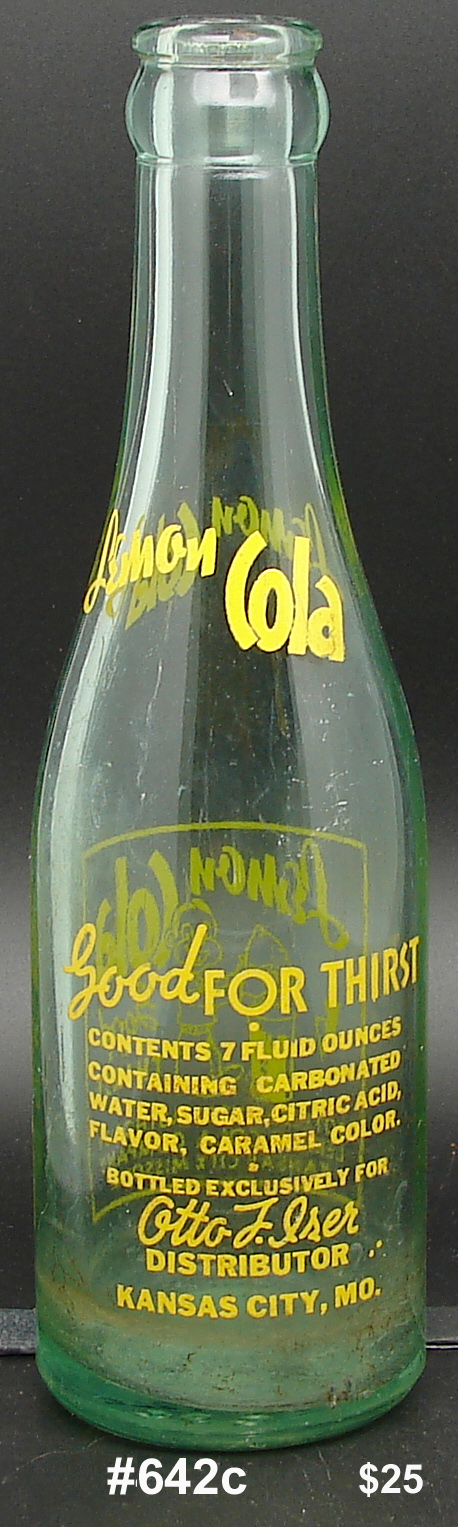 Lemon Cola
Good FOR THIRST
CONTENTS 7 FLUID OUNCES
CONTAINING CARBONATED
WATER, SUGAR, CITRIC ACID,
FLAVOR, CARAMEL COLOR.
BOTTLED EXCLUSIVELY FOR
Otto J. Iser
DISTRIBUTOR
KANSAS CITY, MO.
#642c $25